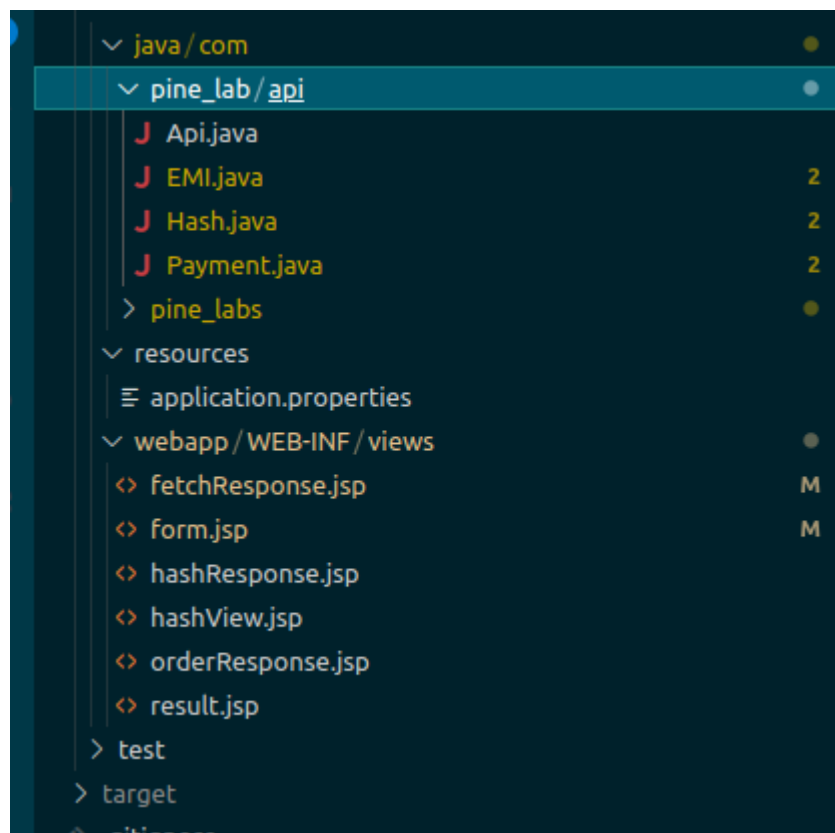 java / com
pine_lab / api
J Api.java
J EMI.java 2
J Hash.java 2
J Payment.java 2
pine_labs
resources
application.properties
webapp / WEB-INF / views
fetchResponse.jsp M
form.jsp M
hashResponse.jsp
hashView.jsp
orderResponse.jsp
result.jsp
test
target